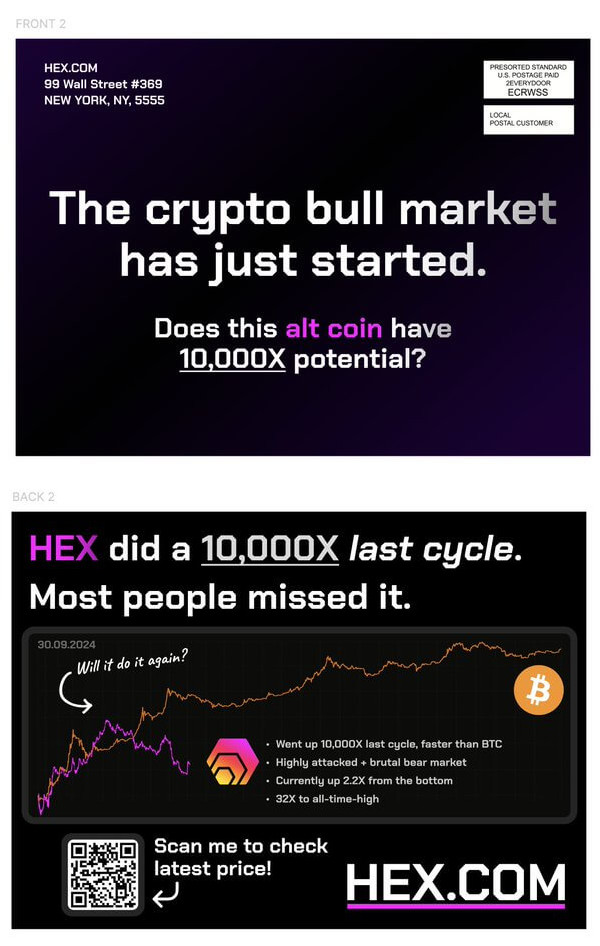 FRONT 2
HEX.COM
99 Wall Street #369
NEW YORK, NY, 5555
PRESORTED STANDARD
U.S. POSTAGE PAID
2EVERYDOOR
ECRWSS
LOCAL
POSTAL CUSTOMER
The crypto bull market
has just started.
Does this alt coin have
10,000X potential?
BACK 2
HEX did a 10,000X last cycle.
Most people missed it.
30.09.2024
Will it do it again?
• Went up 10,000X last cycle, faster than BTC
• Highly attacked + brutal bear market
• Currently up 2.2X from the bottom
• 32X to all-time-high
Scan me to check
latest price!
HEX.COM